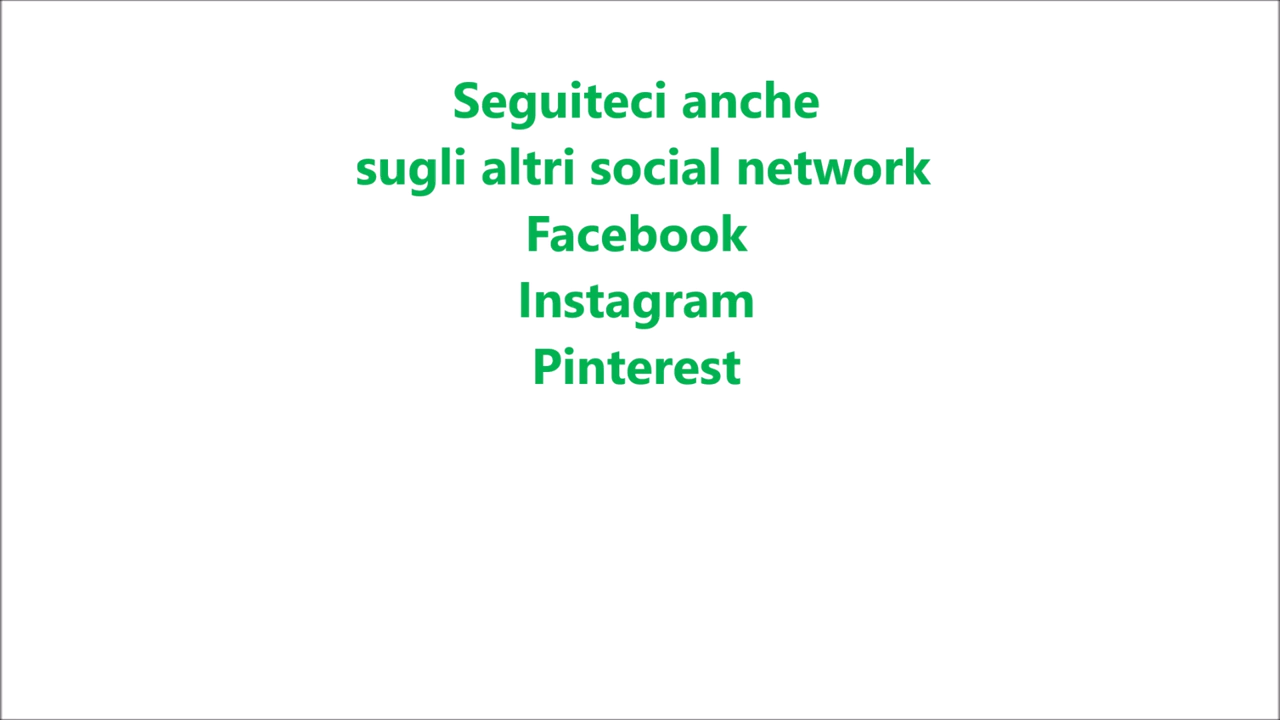 Seguiteci anche
sugli altri social network
Facebook
Instagram
Pinterest